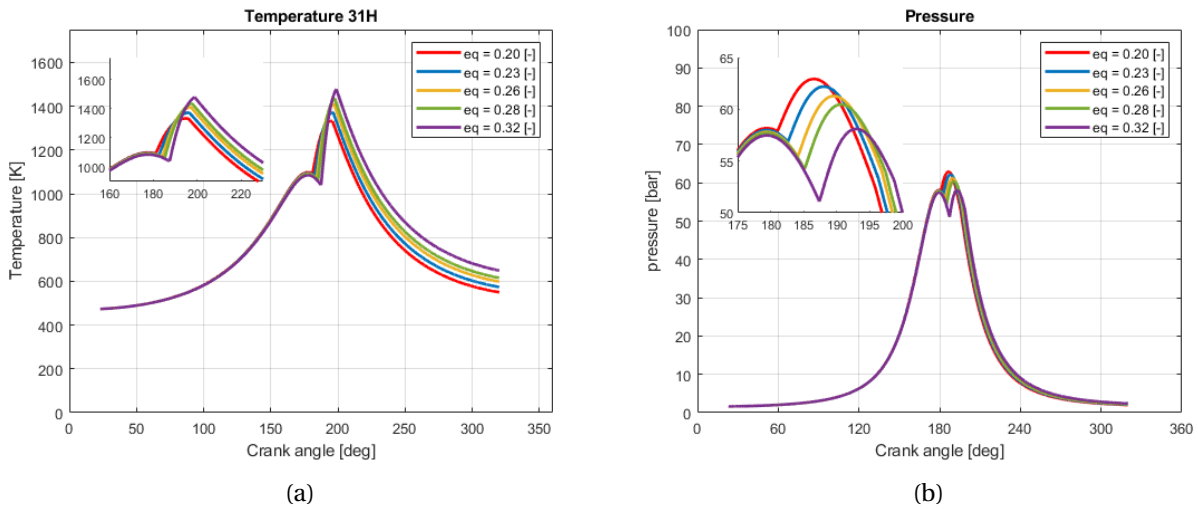 Temperature 31H
1600
1400
1200
1000
800
600
400
200
0
Temperature [K]
0 50 100 150 200 250 300 350
Crank angle [deg]
1600
1400
1200
1000
160 180 200 220
eq = 0.20 [-]
eq = 0.23 [-]
eq = 0.26 [-]
eq = 0.28 [-]
eq = 0.32 [-]
(a)
Pressure
100
90
80
70
60
50
40
30
20
10
0
pressure [bar]
0 60 120 180 240 300 360
Crank angle [deg]
65
60
55
50
175 180 185 190 195 200
eq = 0.20 [-]
eq = 0.23 [-]
eq = 0.26 [-]
eq = 0.28 [-]
eq = 0.32 [-]
(b)